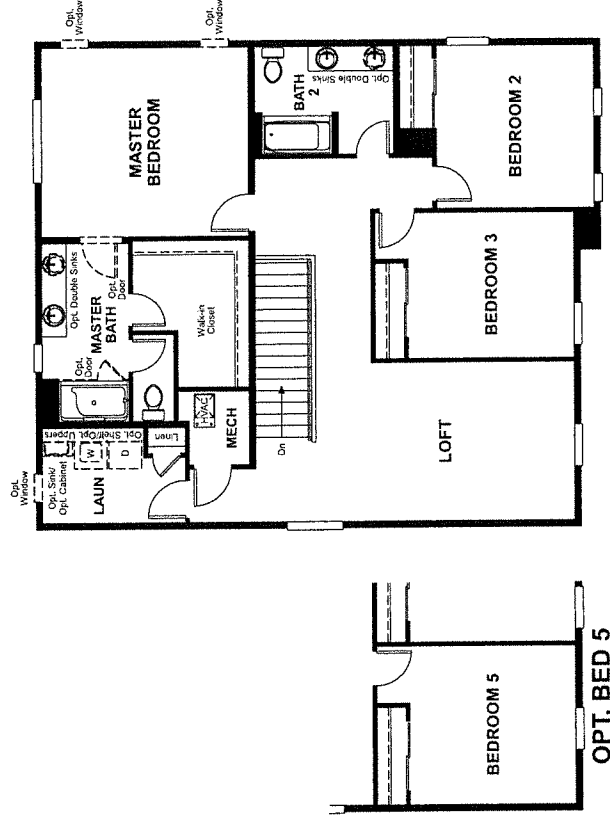 Opt.
Window
Opt.
Window
MASTER
BEDROOM
BATH
2
Opt. Double Sinks
BEDROOM 2
Opt. Double Sinks
Opt.
Door
MASTER
BATH
Opt.
Door
Walk-in
Closet
BEDROOM 3
Opt.
Window
Opt. Sink/
Opt. Cabinet
Opt. Shelf/Opt. Uppers
W
D
LAUN
Linen
HVAC
MECH
Dn
LOFT
BEDROOM 5
OPT. BED 5